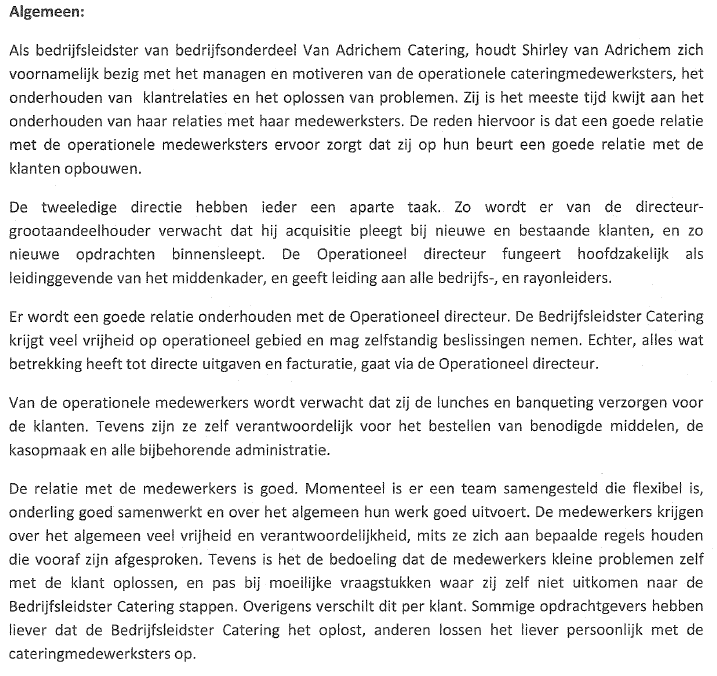 Algemeen:
Als bedrijfsleidster van bedrijfsonderdeel Van Adrichem Catering, houdt Shirley van Adrichem zich
voornamelijk bezig met het managen en motiveren van de operationele cateringmedewerksters, het
onderhouden van klantrelaties en het oplossen van problemen. Zij is het meeste tijd kwijt aan het
onderhouden van haar relaties met haar medewerksters. De reden hiervoor is dat een goede relatie
met de operationele medewerksters ervoor zorgt dat zij op hun beurt een goede relatie met de
klanten opbouwen.
De tweeledige directie hebben ieder een aparte taak. Zo wordt er van de directeur-
grootaandeelhouder verwacht dat hij acquisitie pleegt bij nieuwe en bestaande klanten, en zo
nieuwe opdrachten binnensleept. De Operationeel directeur fungeert hoofdzakelijk als
leidinggevende van het middenkader, en geeft leiding aan alle bedrijfs-, en rayonleiders.
Er wordt een goede relatie onderhouden met de Operationeel directeur. De Bedrijfsleidster Catering
krijgt veel vrijheid op operationeel gebied en mag zelfstandig beslissingen nemen. Echter, alles wat
betrekking heeft tot directe uitgaven en facturatie, gaat via de Operationeel directeur.
Van de operationele medewerkers wordt verwacht dat zij de lunches en banqueting verzorgen voor
de klanten. Tevens zijn ze zelf verantwoordelijk voor het bestellen van benodigde middelen, de
kasopmaak en alle bijbehorende administratie.
De relatie met de medewerkers is goed. Momenteel is er een team samengesteld die flexibel is,
onderling goed samenwerkt en over het algemeen hun werk goed uitvoert. De medewerkers krijgen
over het algemeen veel vrijheid en verantwoordelijkheid, mits ze zich aan bepaalde regels houden
die vooraf zijn afgesproken. Tevens is het de bedoeling dat de medewerkers kleine problemen zelf
met de klant oplossen, en pas bij moeilijke vraagstukken waar zij zelf niet uitkomen naar de
Bedrijfsleidster Catering stappen. Overigens verschilt dit per klant. Sommige opdrachtgevers hebben
liever dat de Bedrijfsleidster Catering het oplost, anderen lossen het liever persoonlijk met de
cateringmedewerksters op.